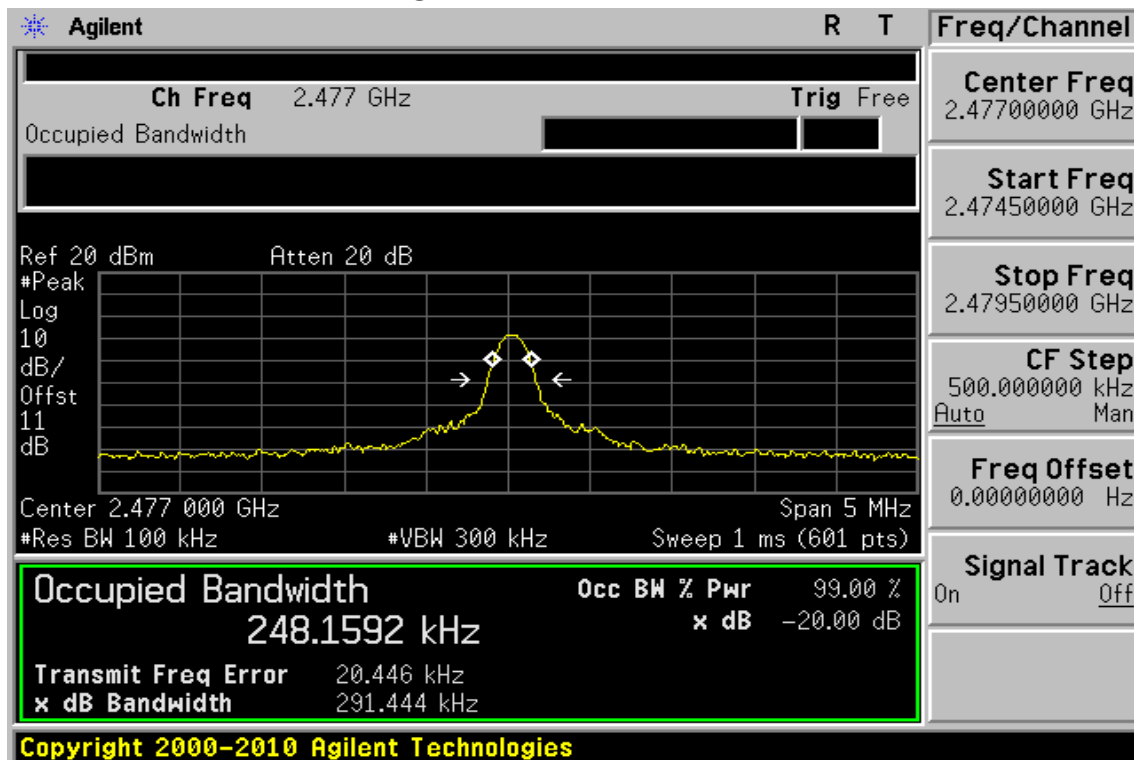 Agilent R T
Ch Freq 2.477 GHz Trig Free
Occupied Bandwidth
Ref 20 dBm Atten 20 dB
#Peak
Log
10
dB/
Offst
11
dB
Center 2.477 000 GHz Span 5 MHz
#Res BW 100 kHz #VBW 300 kHz Sweep 1 ms (601 pts)
Occupied Bandwidth Occ BW % Pwr 99.00 %
248.1592 kHz x dB -20.00 dB
Transmit Freq Error 20.446 kHz
x dB Bandwidth 291.444 kHz
Copyright 2000-2010 Agilent Technologies
Freq/Channel
Center Freq
2.47700000 GHz
Start Freq
2.47450000 GHz
Stop Freq
2.47950000 GHz
CF Step
500.000000 kHz
Auto Man
Freq Offset
0.00000000 Hz
Signal Track
On Off